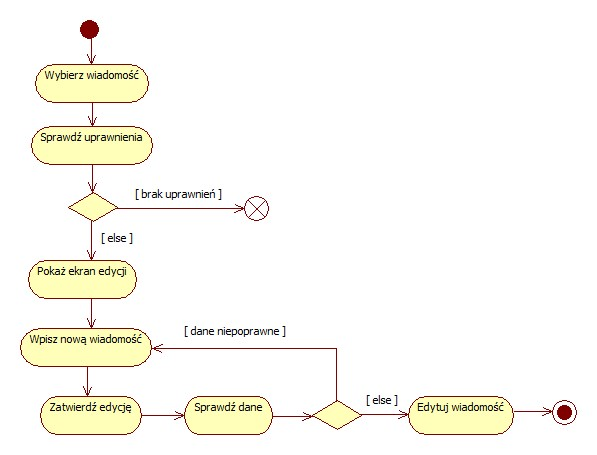 Wybierz wiadomość
Sprawdź uprawnienia
[ brak uprawnień ]
[ else ]
Pokaż ekran edycji
[ dane niepoprawne ]
Wpisz nową wiadomość
[ else ]
Zatwierdź edycję
Sprawdź dane
Edytuj wiadomość